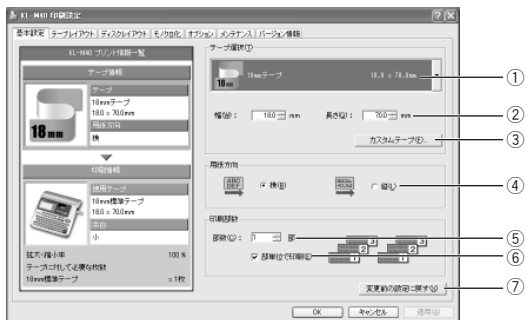 KL-M40 印刷設定
基本設定 テープレイアウト ディスクレイアウト モノクロ化 オプション メンテナンス バージョン情報
KL-M40 プリント情報一覧
テープ情報
テープ
18mmテープ
18.0 x 70.0mm
用紙方向
横
18mm
印刷情報
使用テープ
18mm標準テープ
18.0 x 70.0mm
余白
小
拡大・縮小率 100 %
テープに対して必要な枚数
18mm標準テープ x 1枚
テープ選択(T)
18mm
18mmテープ 18.0 x 70.0mm
①
幅(W): 18.0 mm 長さ(Q): 70.0 mm
②
カスタムテープ(E)...
③
用紙方向
ABC DEF 横(H) 縦(L)
④
印刷部数
部数(C): 1 部
⑤
部単位で印刷(C)
⑥
3 3
2 2
1 1
変更前の設定に戻す(V)
⑦
OK キャンセル 適用(A)